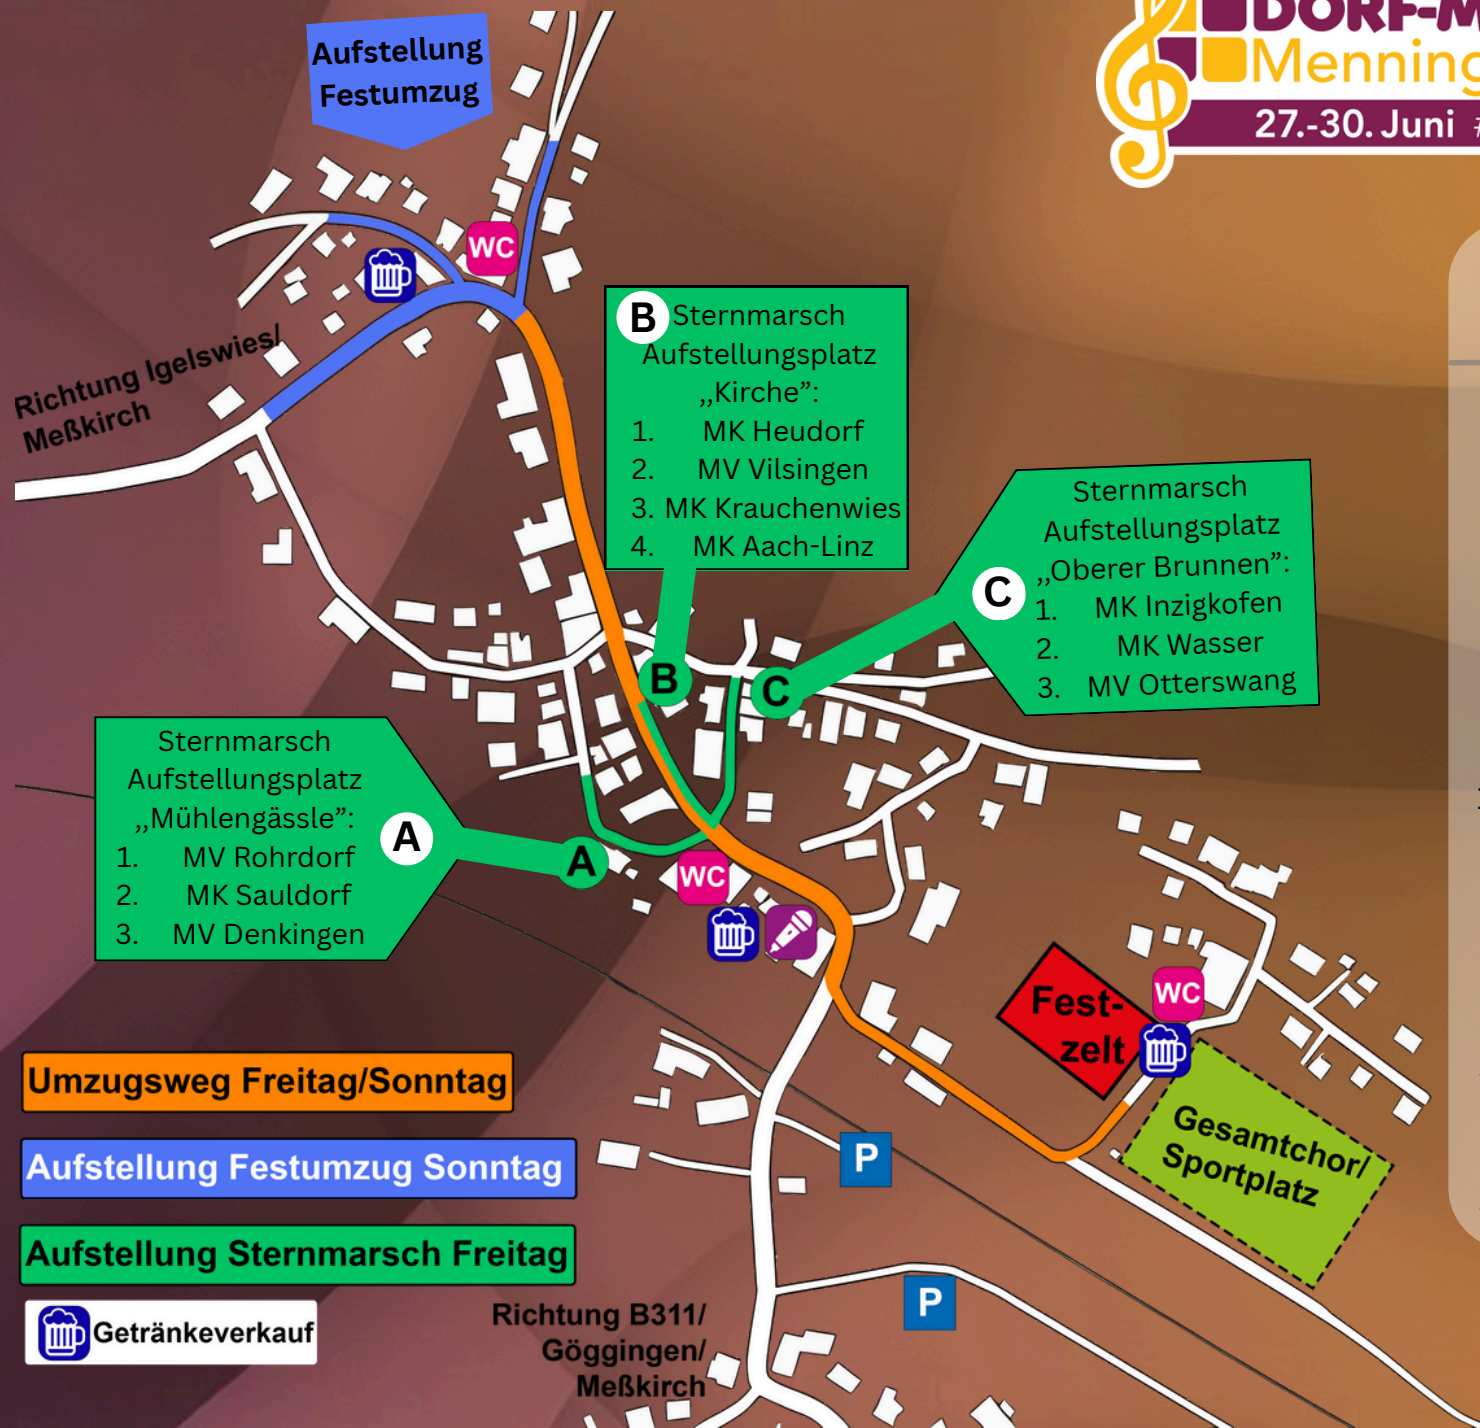 Aufstellung
Festumzug
DORF-M
Menning
27.-30. Juni #
WC
Richtung Igelswies/
Meßkirch
B
Sternmarsch
Aufstellungsplatz
,,Kirche”:
1. MK Heudorf
2. MV Vilsingen
3. MK Krauchenwies
4. MK Aach-Linz
C
Sternmarsch
Aufstellungsplatz
,,Oberer Brunnen”:
1. MK Inzigkofen
2. MK Wasser
3. MV Otterswang
B
C
A
Sternmarsch
Aufstellungsplatz
,,Mühlengässle”:
1. MV Rohrdorf
2. MK Sauldorf
3. MV Denkingen
A
WC
Fest-
zelt
WC
Gesamtchor/
Sportplatz
P
P
Umzugsweg Freitag/Sonntag
Aufstellung Festumzug Sonntag
Aufstellung Sternmarsch Freitag
Getränkeverkauf
Richtung B311/
Göggingen/
Meßkirch